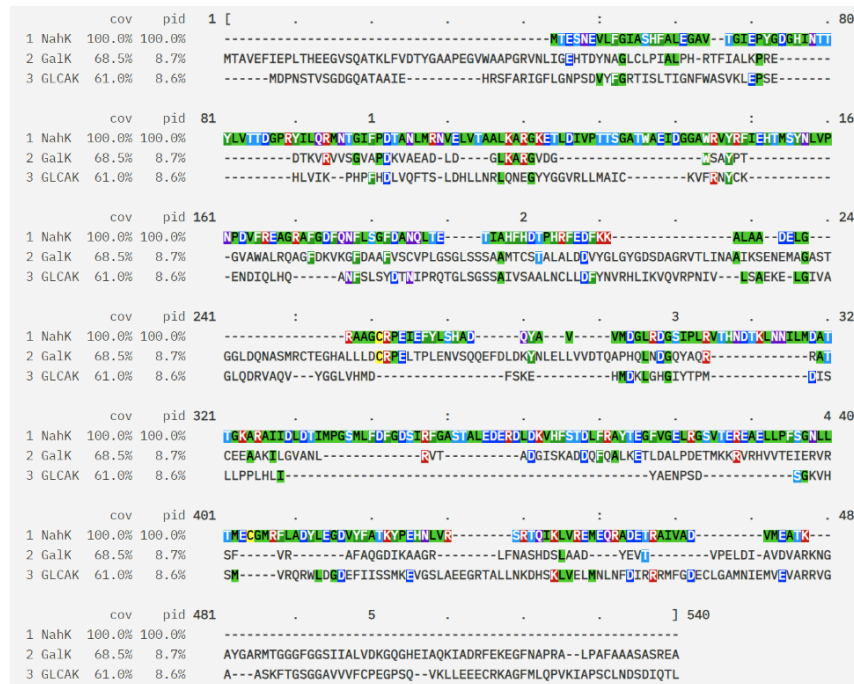 cov pid 1 [ . . . . : . . . 80
1 NahK 100.0% 100.0% --------------------------------------------MTESNEVLFGIASHFALEGAV--TGIEPYGDGHINTT
2 GalK 68.5% 8.7% MTAVEFIEPLTHEEGVSQATKLFVDTYGAAPEGVWAAPGRVNLIGEHTDYNAGLCLPIALPH-RTFIALKPRE-------
3 GLCAK 61.0% 8.6% ------MDPNSTVSGDGQATAAIE--------HRSFARIGFLGNPSDVYFGRTISLTIGNFWASVKLEPSE---------
cov pid 81 . 1 . . . . : . 16
1 NahK 100.0% 100.0% YLVTTDGPRYILQRMNTGIFPDTANLMRNVELVTAALKARGKETLDIVPTTSGATWAEIDGGAWRVYRFIEHTMSYNLVP
2 GalK 68.5% 8.7% ---------DTKVRVVSGVAPDKVAEAD-LD---GLKARGVDG-------------------WSAYPT------------
3 GLCAK 61.0% 8.6% ---------HLVIK--PHPFHDLVQFTS-LDHLLNRLQNEGYYGGVRLLMAIC---------KVFRNYCK----------
cov pid 161 . . . 2 . . . 24
1 NahK 100.0% 100.0% NPDVFREAGRAFGDFQNFLSGFDANQLTE----TIAHFHDTPHRFEDFKK----------------ALAA--DELG----
2 GalK 68.5% 8.7% -GVAWALRQAGFDKVKGFDAAFVSCVPLGSGLSSSAAMTCSTALALDDVYGLGYGDSDAGRVTLINAAIKSENEMAGAST
3 GLCAK 61.0% 8.6% -ENDIQLHQ------ANFSLSYDTNIPRQTGLSGSSAIVSAALNCLLDFYNVRHLIKVQVRPNIV---LSAEKE-LGIVA
cov pid 241 : . . . . 3 . 32
1 NahK 100.0% 100.0% ----------------RAAGCRPEIEFYLSHAD------QYA--V-----VMDGLRDGSIPLRVTHNDTKLNNILMDAT
2 GalK 68.5% 8.7% GGLDQNASMRCTEGHALLLDCRPELTPLENVSQQEFDLDKYNLELLVVDTQAPHQLNDGQYAQR-------------RAT
3 GLCAK 61.0% 8.6% GLQDRVAQV---YGGLVHMD---------------FSKE---------HMDKLGHGIYTPM--------------DIS
cov pid 321 . . : . . . . 4 40
1 NahK 100.0% 100.0% TGKARAIIDLDTIMPGSMLFDFGDSIRFGASTALEDERDLDKVHFSTDLFRAYTEGFVGELRGSVTEREAELLPFSGNLL
2 GalK 68.5% 8.7% CEEAAKILGVANL-----------RVT---------ADGISKADDQFQALKETLDALPDETMKKRVRHVVTEIERVR
3 GLCAK 61.0% 8.6% LLPPLHLI------------------------------------------------YAENPSD-----------SGKVH
cov pid 401 . . . . : . . 48
1 NahK 100.0% 100.0% TMECGMRFLADYLEGDVYFATKYPEHNLVR--------SRTQIKLVREMEQRADETRAIVAD--------VMEATK----
2 GalK 68.5% 8.7% SF-----VR-----AFAQGDIKAAGR-------LFNASHDSLAAD----YEVT-------VPELDI-AVDVARKNG
3 GLCAK 61.0% 8.6% SM-----VRQRWLDGDEFIISSMKEVGSLAEEGRTALLNKDHSKLVELMNLNFDIRRRMFGDECLGAMNIEMVEVARRVG
cov pid 481 . 5 . . ] 540
1 NahK 100.0% 100.0% ------------------------------------------------------------
2 GalK 68.5% 8.7% AYGARMTGGGFGGSIIALVDKGQGHEIAQKIADRFEKEGFNAPRA--LPAFAAASASREA
3 GLCAK 61.0% 8.6% A---ASKFTGSGGAVVVFCPEGPSQ--VKLLEEECRKAGFMLQPVKIAPSCLNDSDIQTL